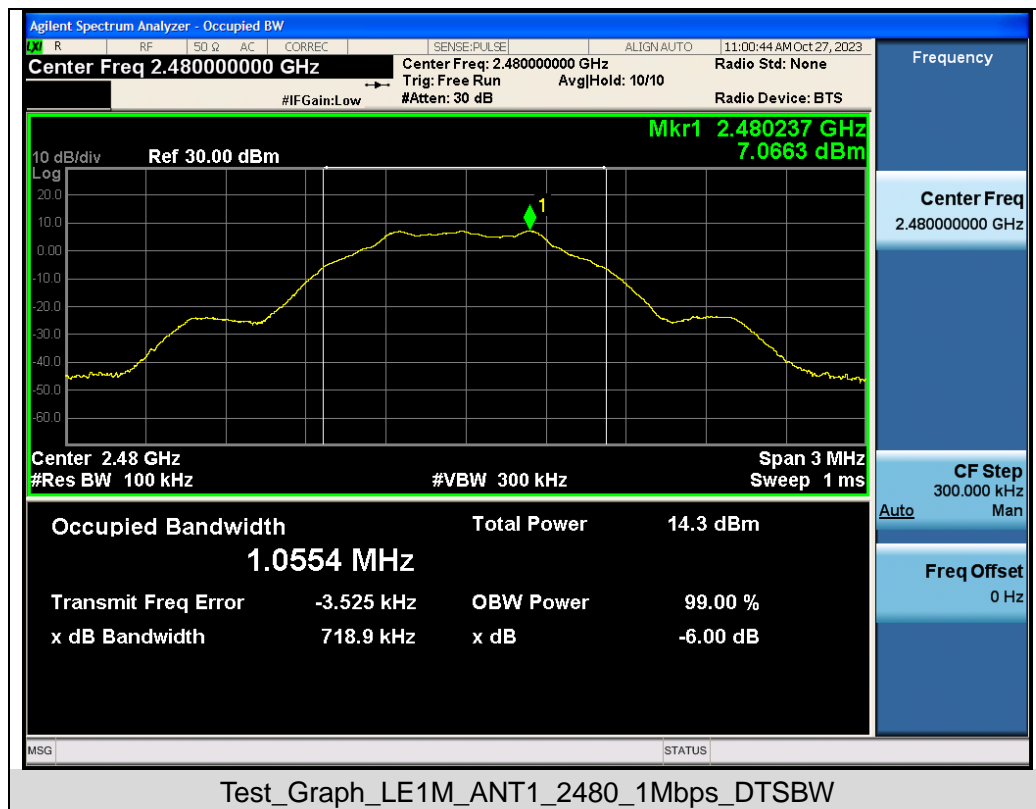 Agilent Spectrum Analyzer - Occupied BW
LXI R RF 50 Ω AC CORREC SENSE:PULSE ALIGN AUTO 11:00:44 AM Oct 27, 2023
Center Freq 2.480000000 GHz
Center Freq: 2.480000000 GHz Radio Std: None
Trig: Free Run Avg|Hold: 10/10
#IFGain:Low #Atten: 30 dB Radio Device: BTS
Frequency
Mkr1 2.480237 GHz
7.0663 dBm
10 dB/div Ref 30.00 dBm
Log
20.0
10.0
0.00
-10.0
-20.0
-30.0
-40.0
-50.0
-60.0
1
Center 2.48 GHz Span 3 MHz
#Res BW 100 kHz #VBW 300 kHz Sweep 1 ms
Center Freq
2.480000000 GHz
CF Step
300.000 kHz
Auto Man
Freq Offset
0 Hz
Occupied Bandwidth Total Power 14.3 dBm
1.0554 MHz
Transmit Freq Error -3.525 kHz OBW Power 99.00 %
x dB Bandwidth 718.9 kHz x dB -6.00 dB
MSG STATUS
Test_Graph_LE1M_ANT1_2480_1Mbps_DTSBW